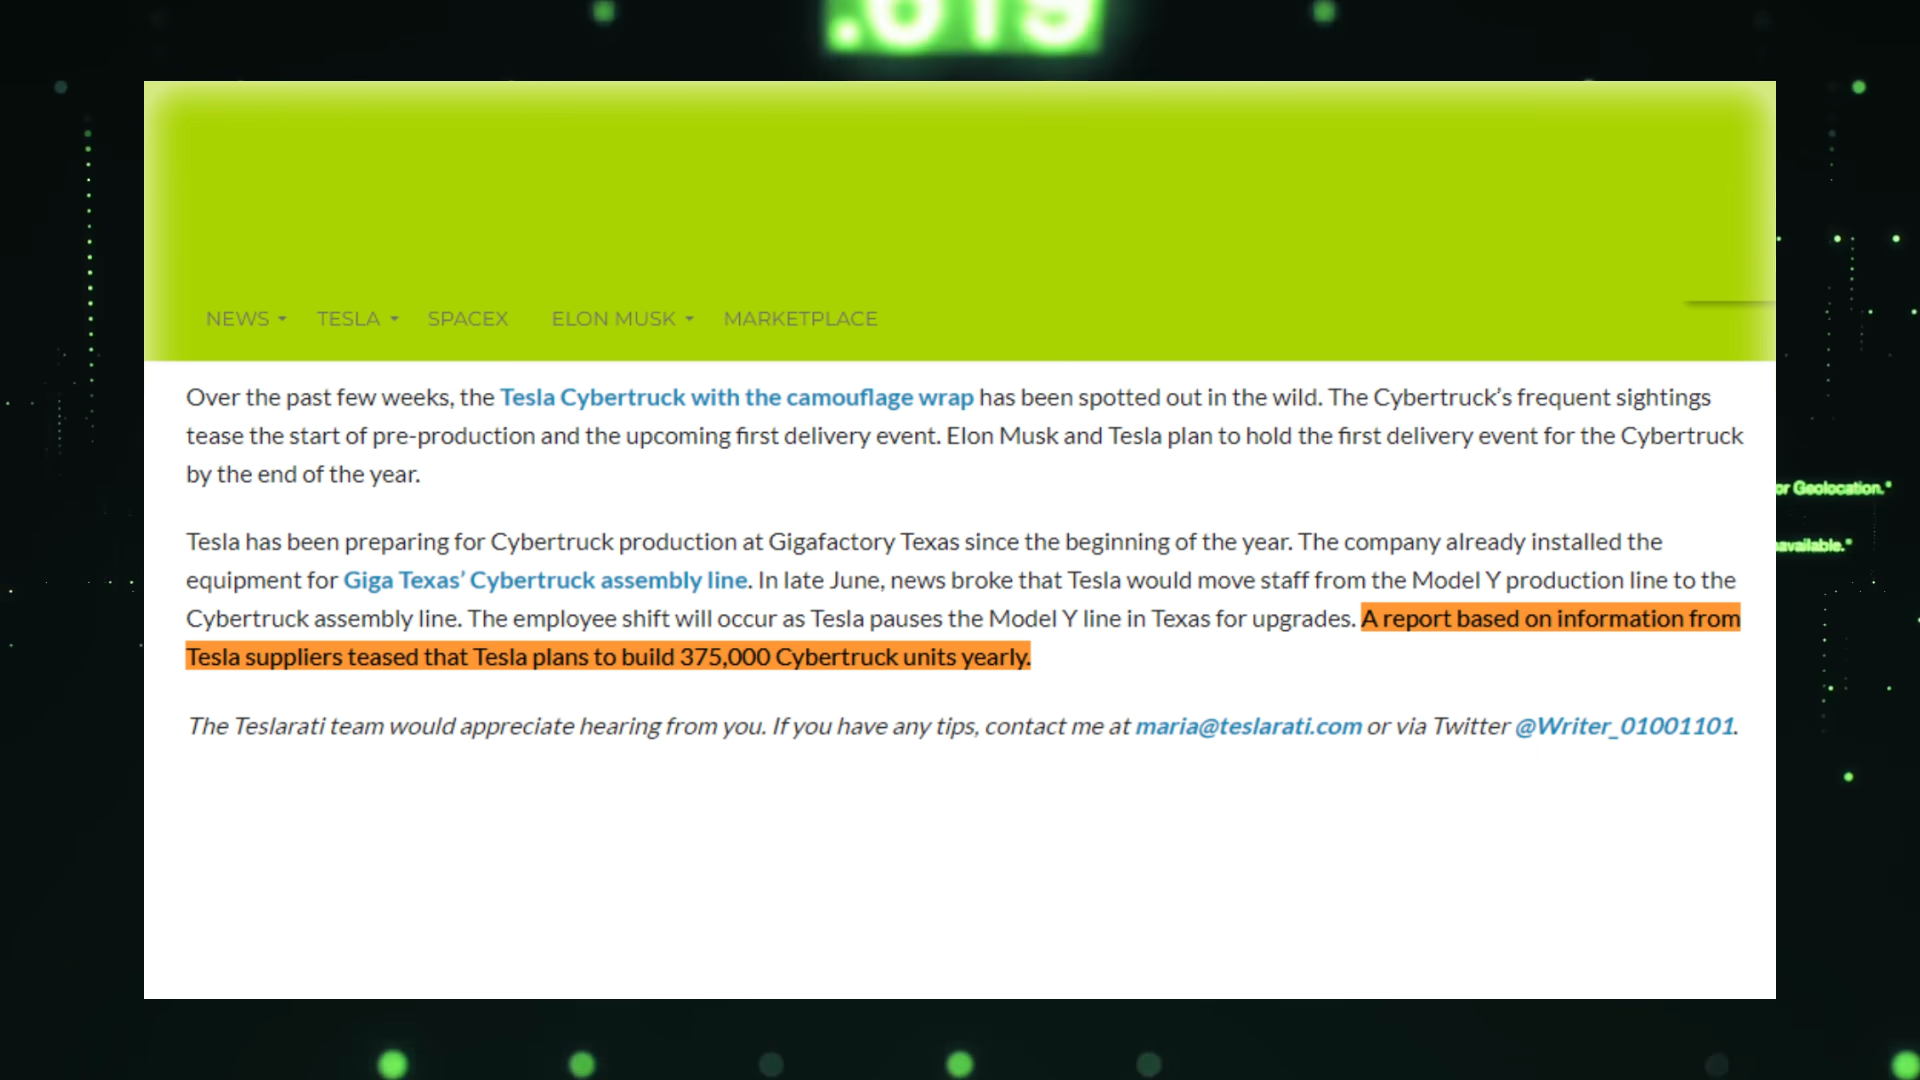 .619
NEWS TESLA SPACEX ELON MUSK MARKETPLACE
Over the past few weeks, the Tesla Cybertruck with the camouflage wrap has been spotted out in the wild. The Cybertruck’s frequent sightings
tease the start of pre-production and the upcoming first delivery event. Elon Musk and Tesla plan to hold the first delivery event for the Cybertruck
by the end of the year.
or Geolocation."
Tesla has been preparing for Cybertruck production at Gigafactory Texas since the beginning of the year. The company already installed the
equipment for Giga Texas’ Cybertruck assembly line. In late June, news broke that Tesla would move staff from the Model Y production line to the
Cybertruck assembly line. The employee shift will occur as Tesla pauses the Model Y line in Texas for upgrades. A report based on information from
Tesla suppliers teased that Tesla plans to build 375,000 Cybertruck units yearly.
The Teslarati team would appreciate hearing from you. If you have any tips, contact me at maria@teslarati.com or via Twitter @Writer_01001101.